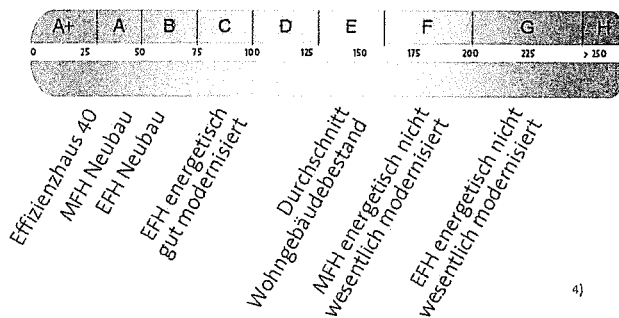 A+ A B C D E F G H
0 25 50 75 100 125 150 175 200 225 > 250
Effizienzhaus 40
MFH Neubau
EFH Neubau
EFH energetisch
gut modernisiert
Durchschnitt
Wohngebäudebestand
MFH energetisch nicht
wesentlich modernisiert
EFH energetisch nicht
wesentlich modernisiert
4)